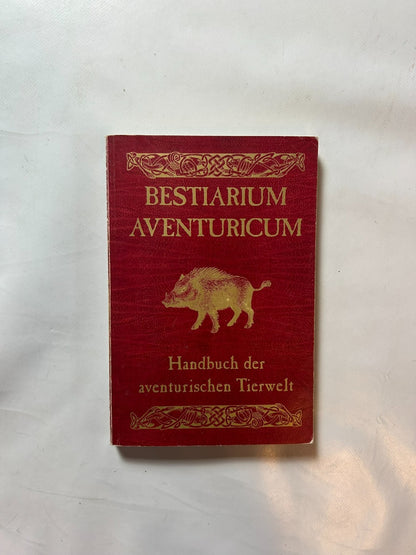 BESTIARIUM
AVENTURICUM
Handbuch der
aventurischen Tierwelt